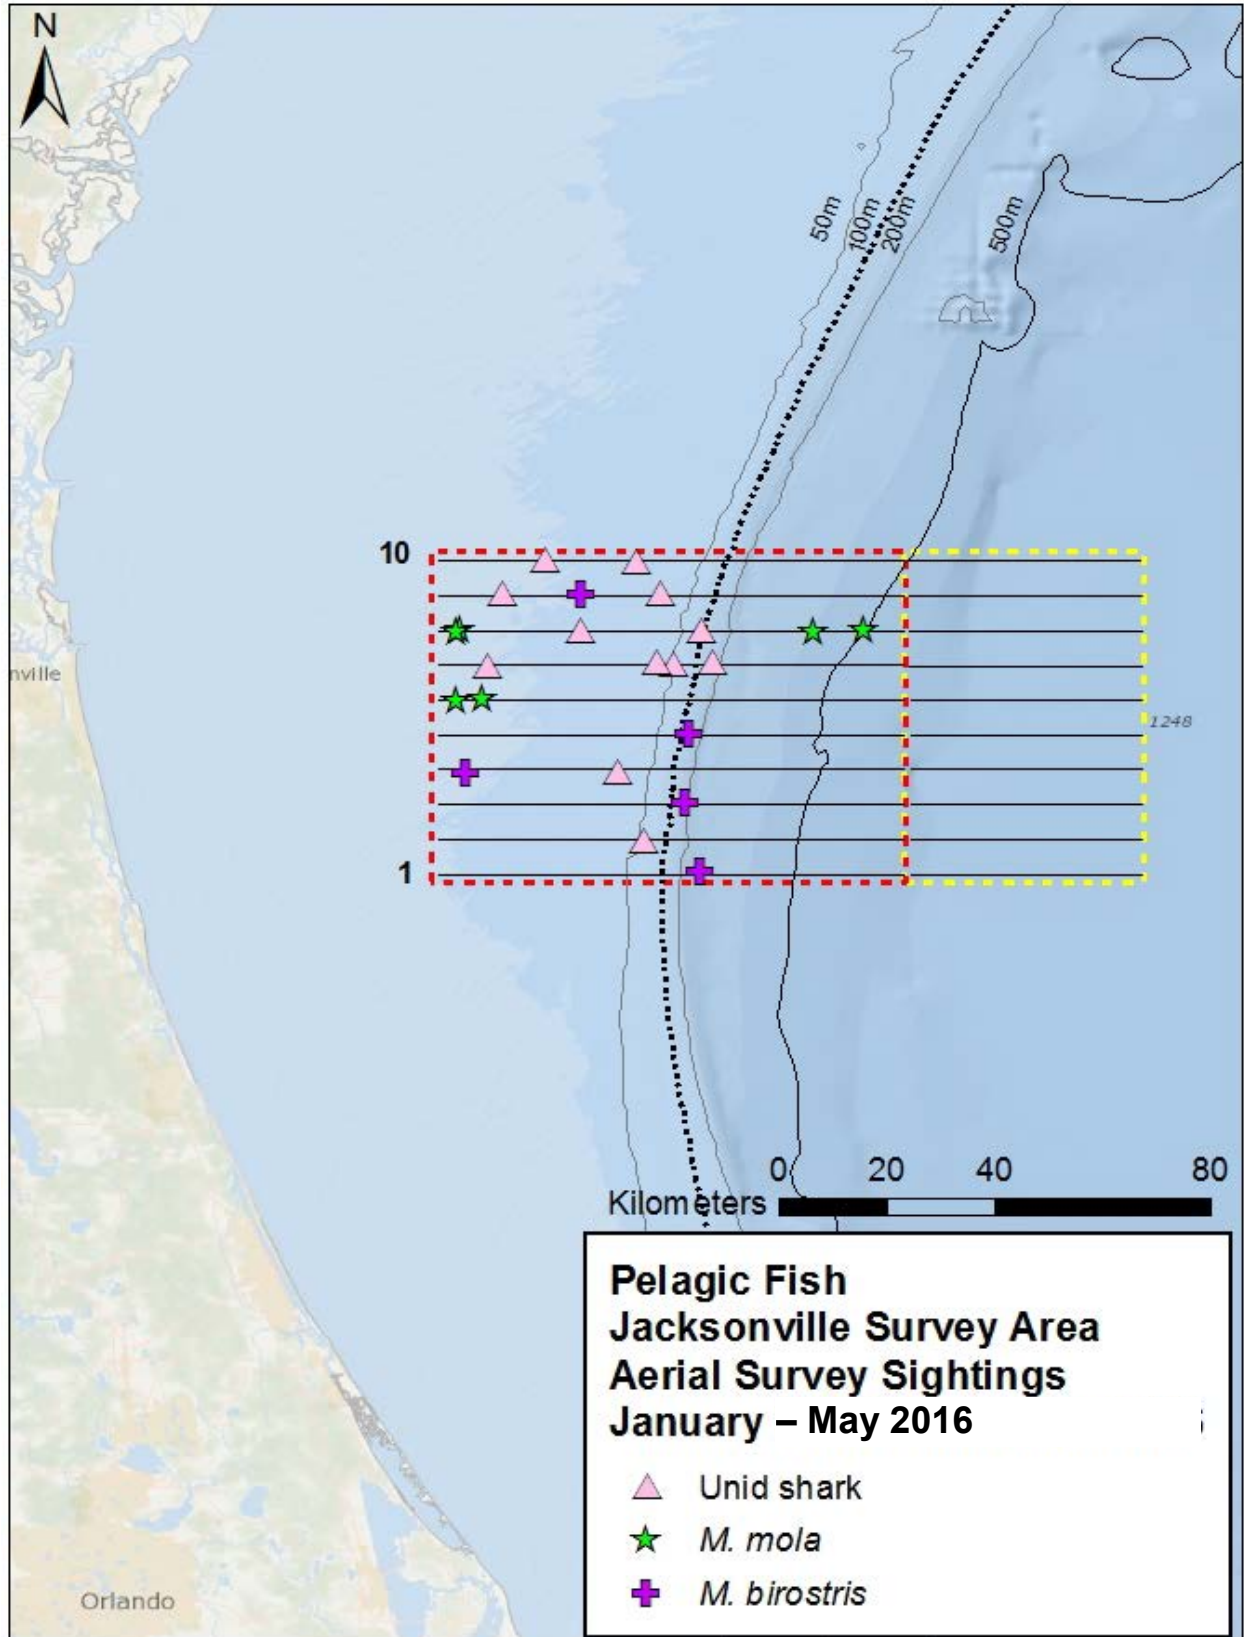 N
50m
100m
200m
500m
10
nville
1248
1
0 20 40 80
Kilometers
Pelagic Fish
Jacksonville Survey Area
Aerial Survey Sightings
January – May 2016
Unid shark
M. mola
M. birostris
Orlando